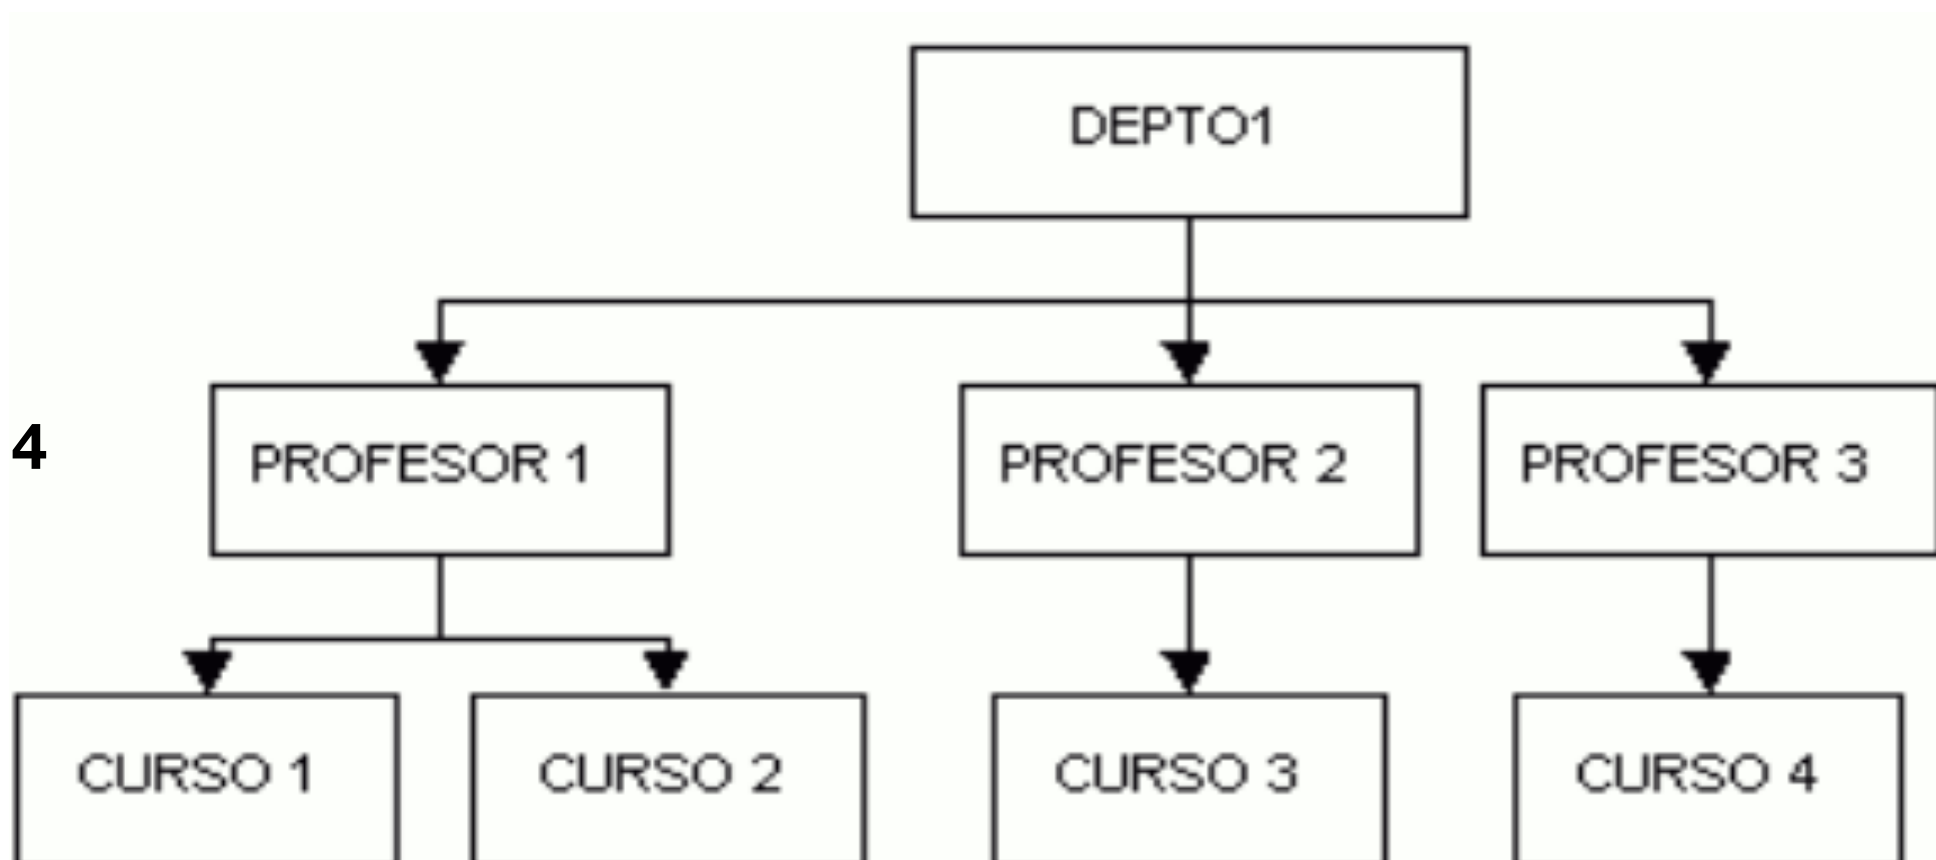 DEPTO1
4
PROFESOR 1
PROFESOR 2
PROFESOR 3
CURSO 1
CURSO 2
CURSO 3
CURSO 4